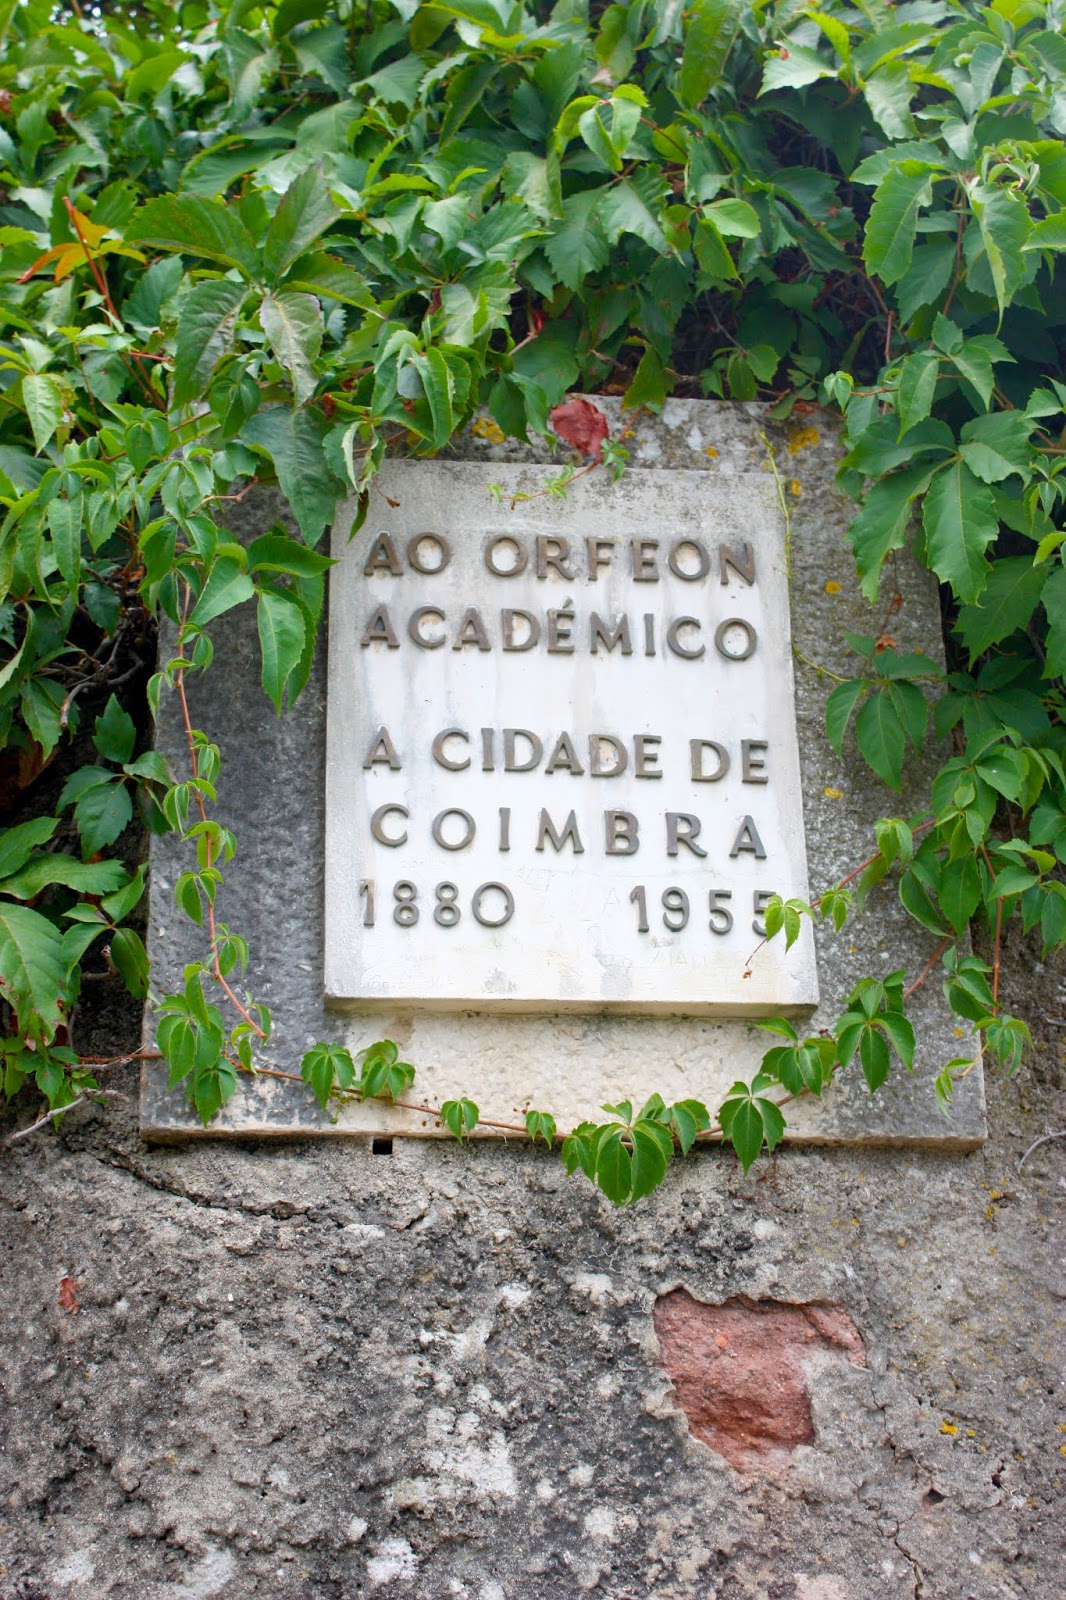 AO ORFEON
ACADÉMICO
A CIDADE DE
COIMBRA
1880 1955